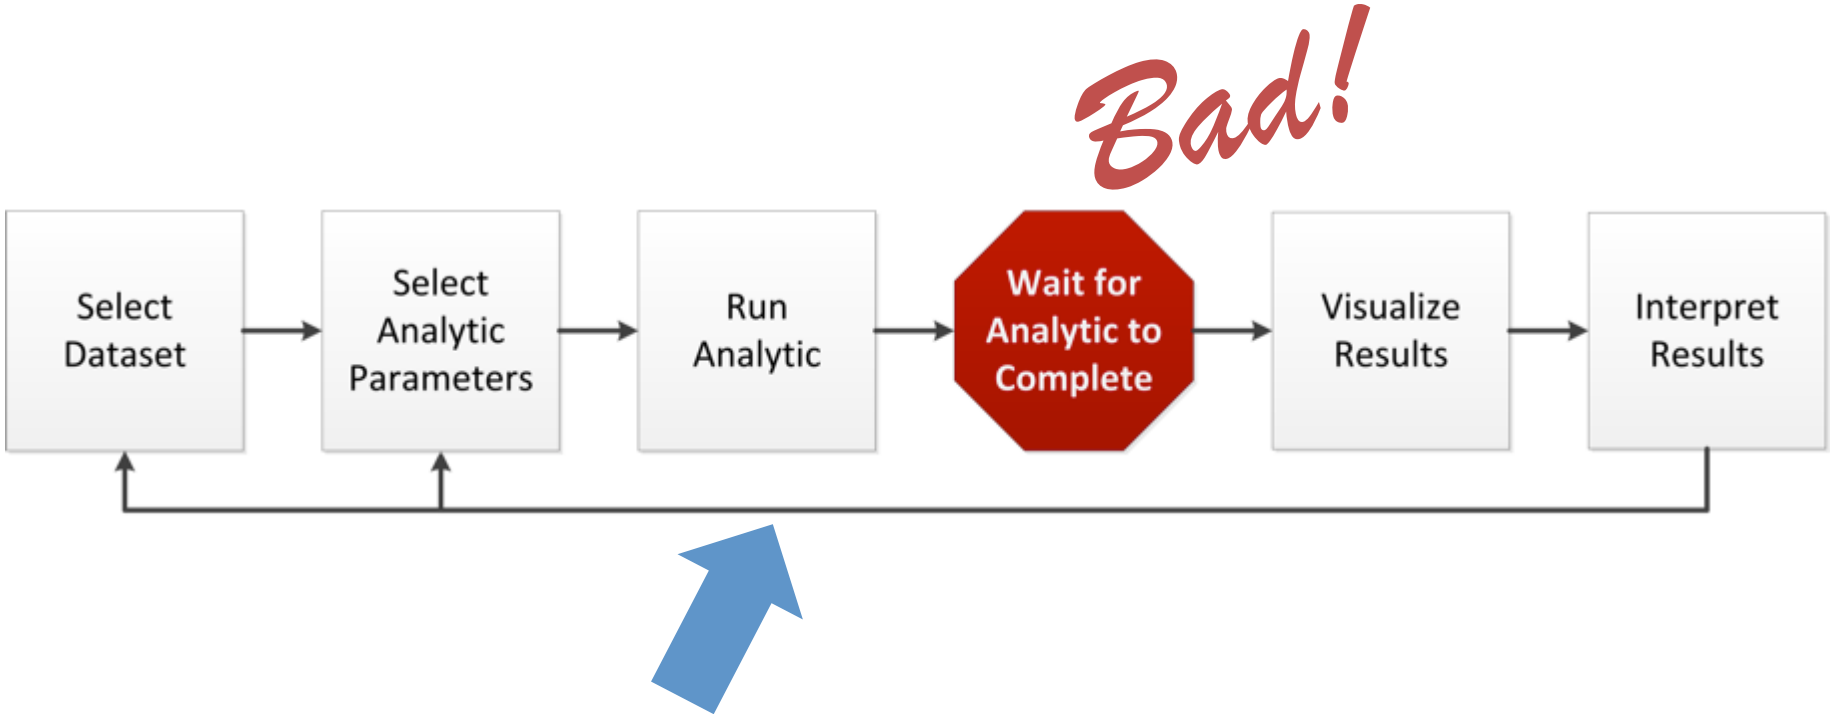 Bad!
Select
Dataset
Select
Analytic
Parameters
Run
Analytic
Wait for
Analytic to
Complete
Visualize
Results
Interpret
Results